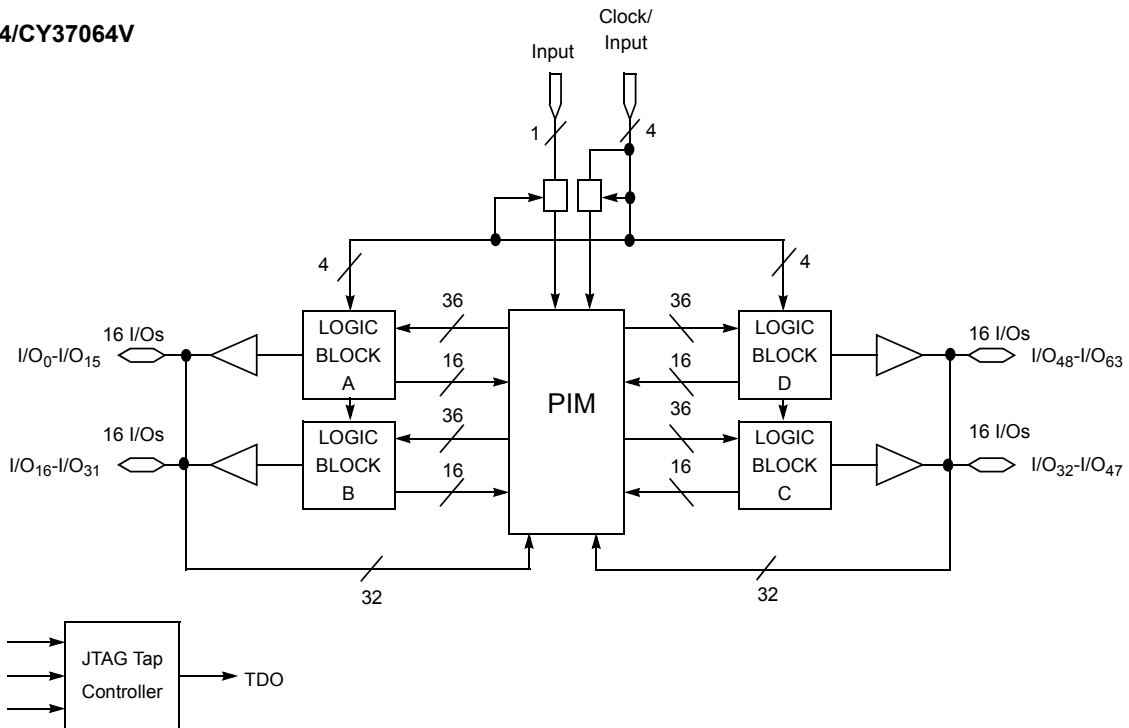 4/CY37064V
Clock/
Input
Input
1
4
4
4
16 I/Os
I/O0-I/O15
LOGIC
BLOCK
A
36
16
PIM
36
16
LOGIC
BLOCK
D
16 I/Os
I/O48-I/O63
16 I/Os
I/O16-I/O31
LOGIC
BLOCK
B
36
16
36
16
LOGIC
BLOCK
C
16 I/Os
I/O32-I/O47
32
32
JTAG Tap
Controller
TDO